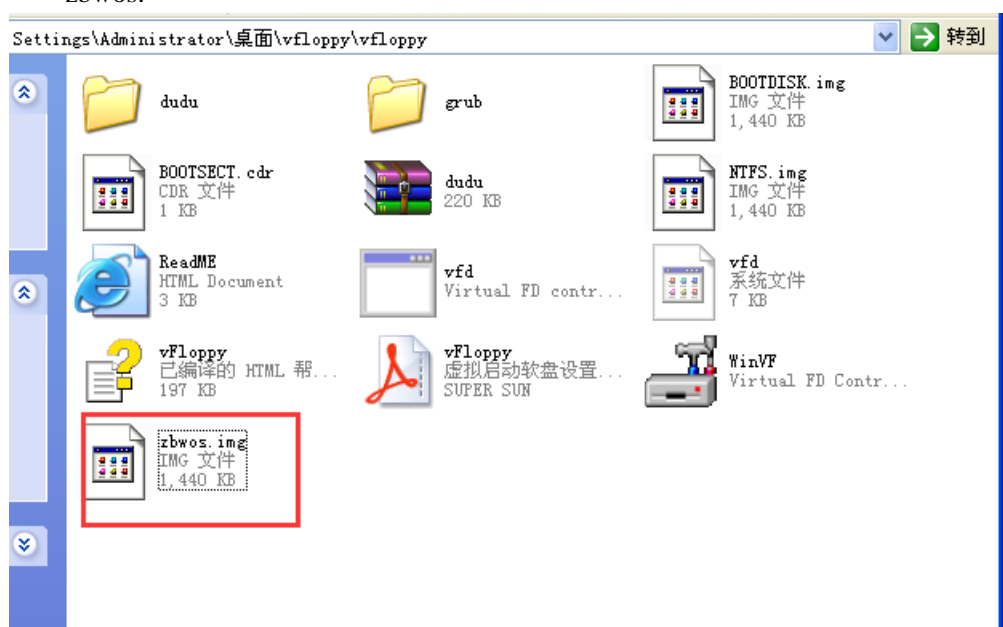 zbwos.
Settings\Administrator\桌面\vfloppy\vfloppy
转到
dudu
grub
BOOTDISK.img
IMG 文件
1,440 KB
BOOTSECT.cdr
CDR 文件
1 KB
dudu
220 KB
NTFS.img
IMG 文件
1,440 KB
ReadME
HTML Document
3 KB
vfd
Virtual FD contr...
vfd
系统文件
7 KB
vFloppy
已编译的 HTML 帮...
197 KB
vFloppy
虚拟启动软盘设置...
SUPER SUN
WinVF
Virtual FD Contr...
zbwos.img
IMG 文件
1,440 KB